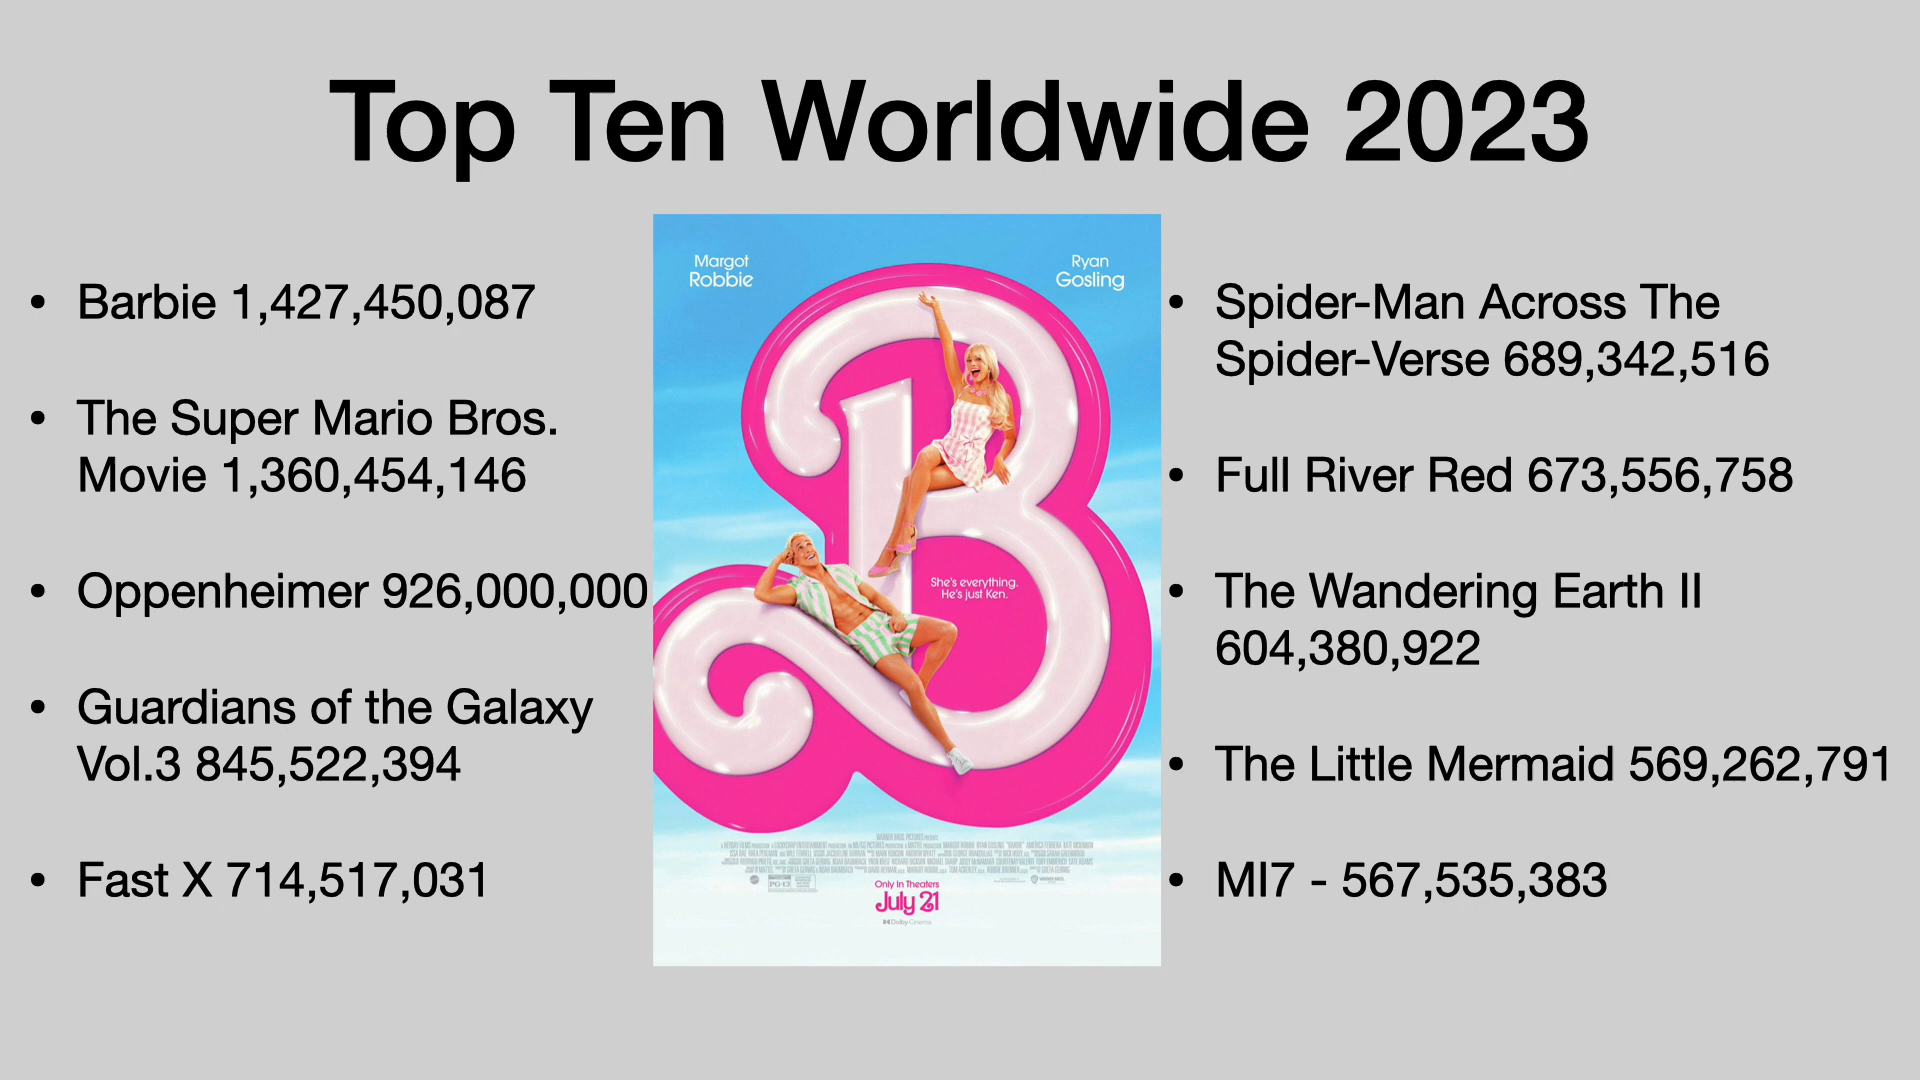 Top Ten Worldwide 2023
• Barbie 1,427,450,087
• The Super Mario Bros.
Movie 1,360,454,146
• Oppenheimer 926,000,000
• Guardians of the Galaxy
Vol.3 845,522,394
• Fast X 714,517,031
Margot
Robbie
Ryan
Gosling
She's everything.
He's just Ken.
PG-13
Only In Theaters
July 21
Dolby Cinema
• Spider-Man Across The
Spider-Verse 689,342,516
• Full River Red 673,556,758
• The Wandering Earth II
604,380,922
• The Little Mermaid 569,262,791
• MI7 - 567,535,383